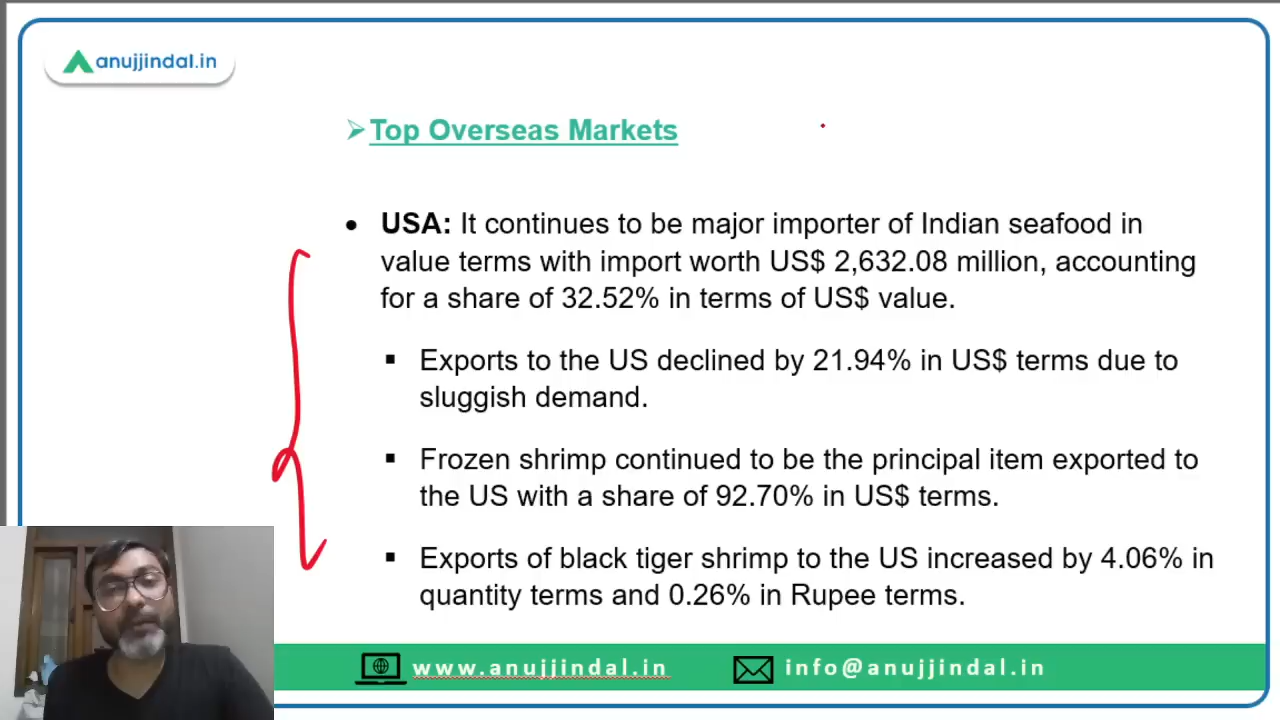 anujjindal.in
➢ Top Overseas Markets
• USA: It continues to be major importer of Indian seafood in
value terms with import worth US$ 2,632.08 million, accounting
for a share of 32.52% in terms of US$ value.
▪ Exports to the US declined by 21.94% in US$ terms due to
sluggish demand.
▪ Frozen shrimp continued to be the principal item exported to
the US with a share of 92.70% in US$ terms.
▪ Exports of black tiger shrimp to the US increased by 4.06% in
quantity terms and 0.26% in Rupee terms.
www.anujjindal.in info@anujjindal.in